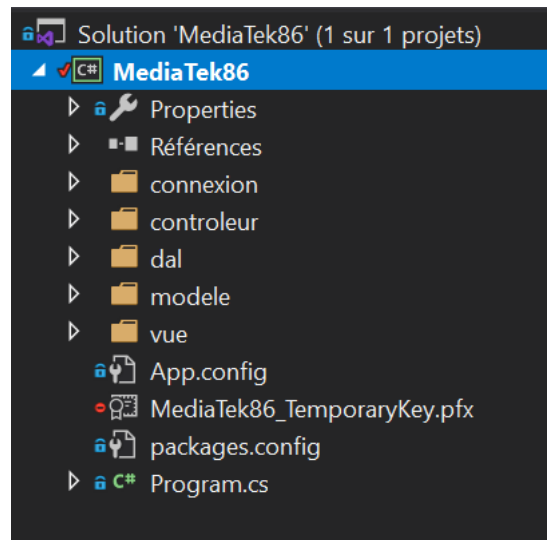 Solution 'MediaTek86' (1 sur 1 projets)
C# MediaTek86
Properties
Références
connexion
controleur
dal
modele
vue
App.config
MediaTek86_TemporaryKey.pfx
packages.config
C# Program.cs